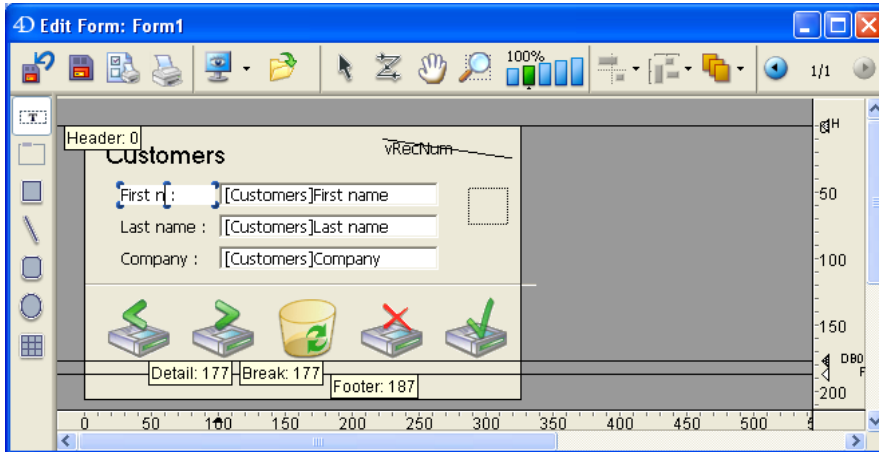 4D Edit Form: Form1
100%
1/1
T
Header: 0
H
Customers
vRecNum
First n :
[Customers]First name
50
Last name :
[Customers]Last name
Company :
[Customers]Company
100
150
DB0
F
Detail: 177
Break: 177
Footer: 187
200
0 50 100 150 200 250 300 350 400 450 500